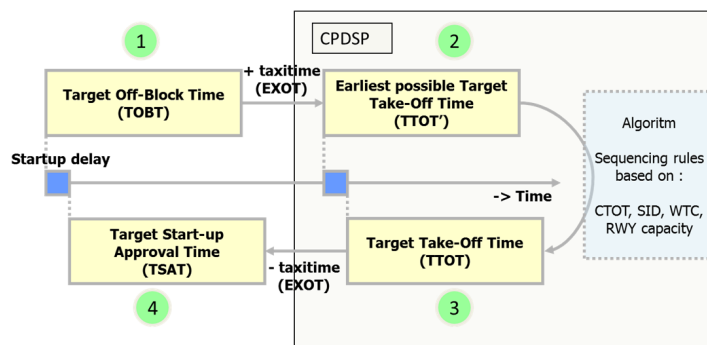 CPDSP
1
2
+ taxitime
(EXOT)
Target Off-Block Time
(TOBT)
Earliest possible Target
Take-Off Time
(TTOT’)
Algoritm
Sequencing rules
based on :
CTOT, SID, WTC,
RWY capacity
Startup delay
-> Time
Target Start-up
Approval Time
(TSAT)
- taxitime
(EXOT)
Target Take-Off Time
(TTOT)
4
3